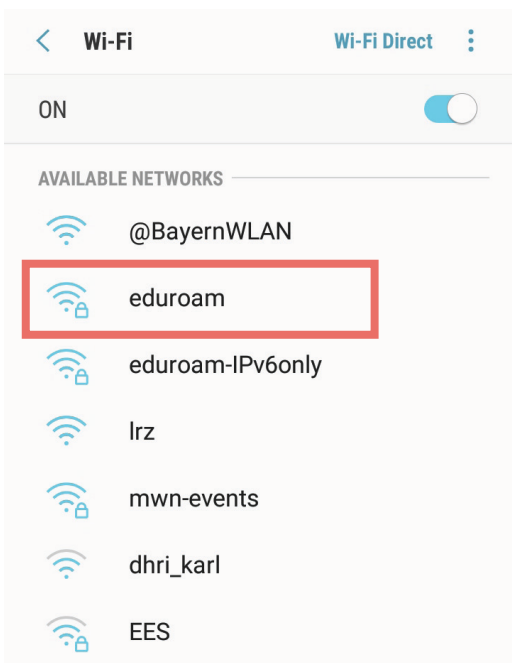 Wi-Fi Wi-Fi Direct
ON
AVAILABLE NETWORKS
@BayernWLAN
eduroam
eduroam-IPv6only
lrz
mwn-events
dhri_karl
EES